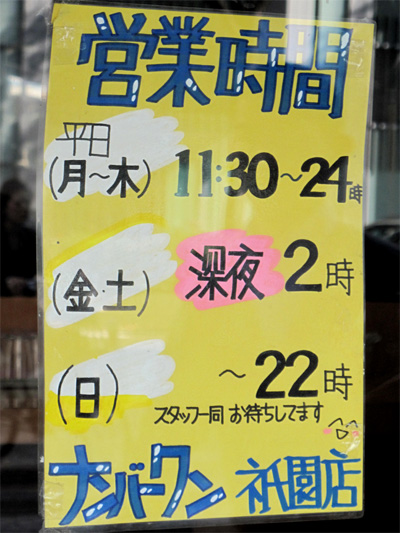 営業時間
平日
(月～木) 11:30～24時
(金・土) 深夜2時
(日) ～22時
スタッフ一同 お待ちしてます
ナンバーワン 祇園店